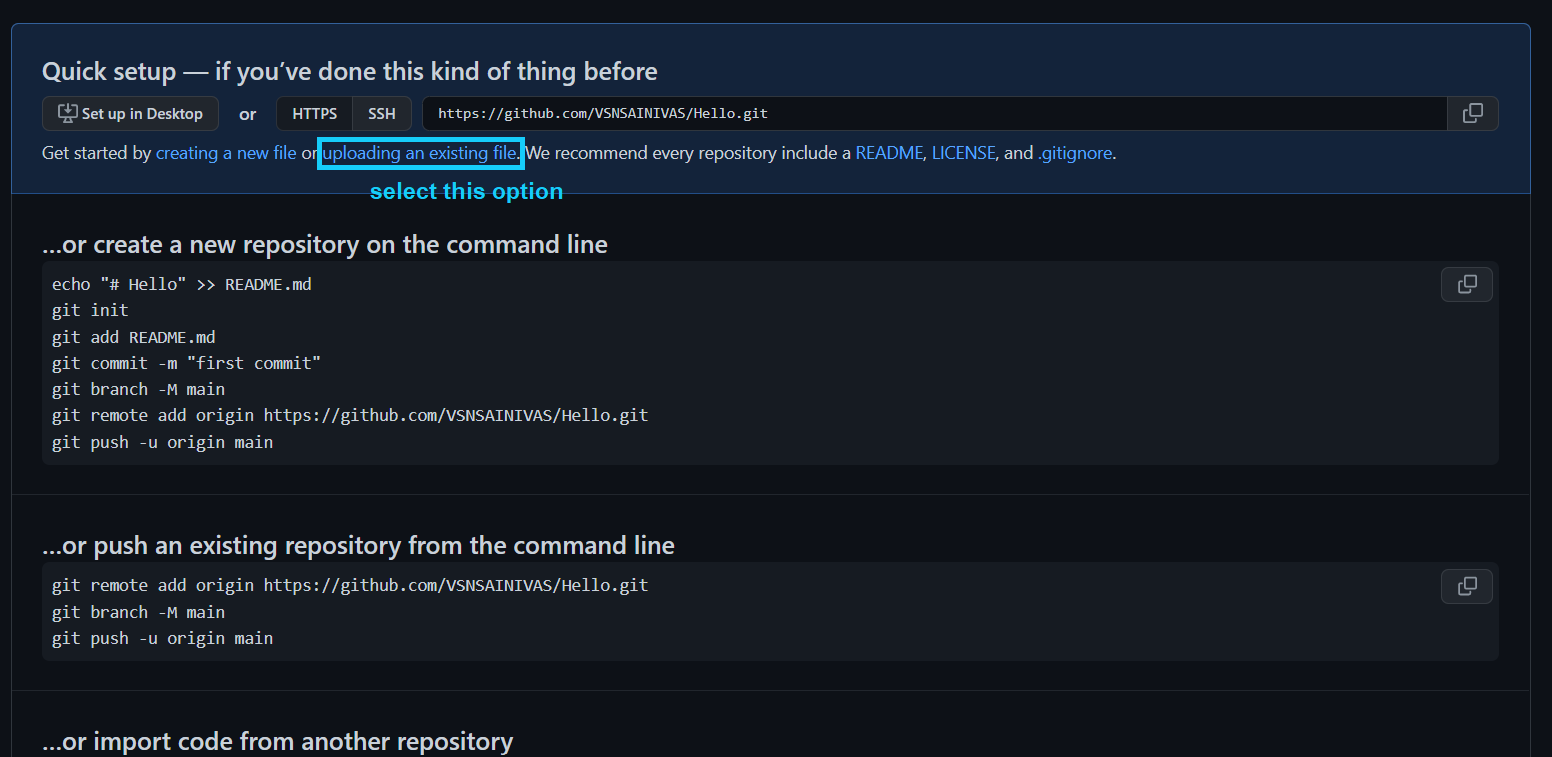 Quick setup — if you’ve done this kind of thing before
Set up in Desktop or HTTPS SSH https://github.com/VSNSAINIVAS/Hello.git
Get started by creating a new file or uploading an existing file. We recommend every repository include a README, LICENSE, and .gitignore.
select this option
...or create a new repository on the command line
echo "# Hello" >> README.md
git init
git add README.md
git commit -m "first commit"
git branch -M main
git remote add origin https://github.com/VSNSAINIVAS/Hello.git
git push -u origin main
...or push an existing repository from the command line
git remote add origin https://github.com/VSNSAINIVAS/Hello.git
git branch -M main
git push -u origin main
...or import code from another repository